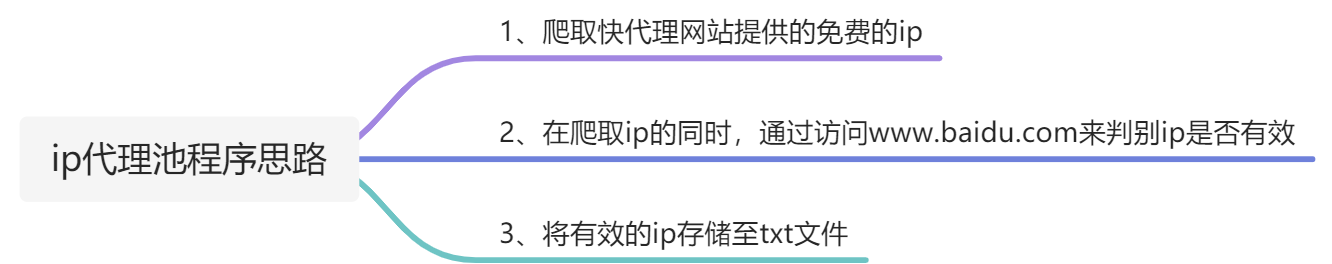 1、爬取快代理网站提供的免费的ip
ip代理池程序思路
2、在爬取ip的同时，通过访问www.baidu.com来判别ip是否有效
3、将有效的ip存储至txt文件